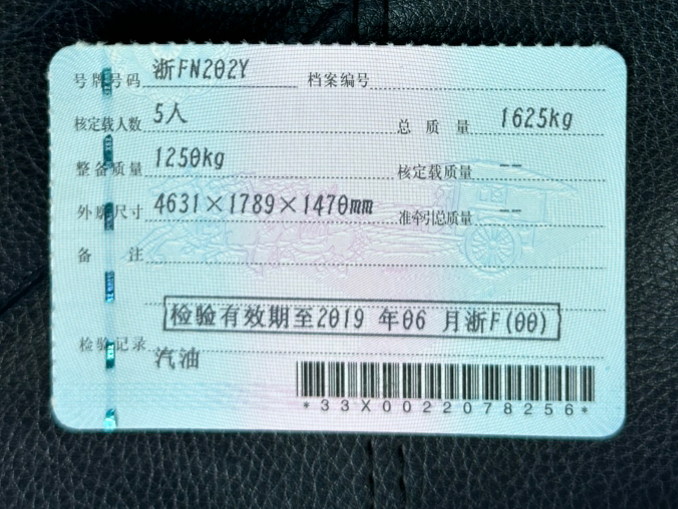 号牌号码 浙FN202Y 档案编号
核定载人数 5人 总质量 1625kg
整备质量 1250kg 核定载质量 --
外廓尺寸 4631×1789×1470mm 准牵引总质量 --
备注
检验有效期至2019 年06 月浙F(00)
检验记录
汽油
*33X0022078256*